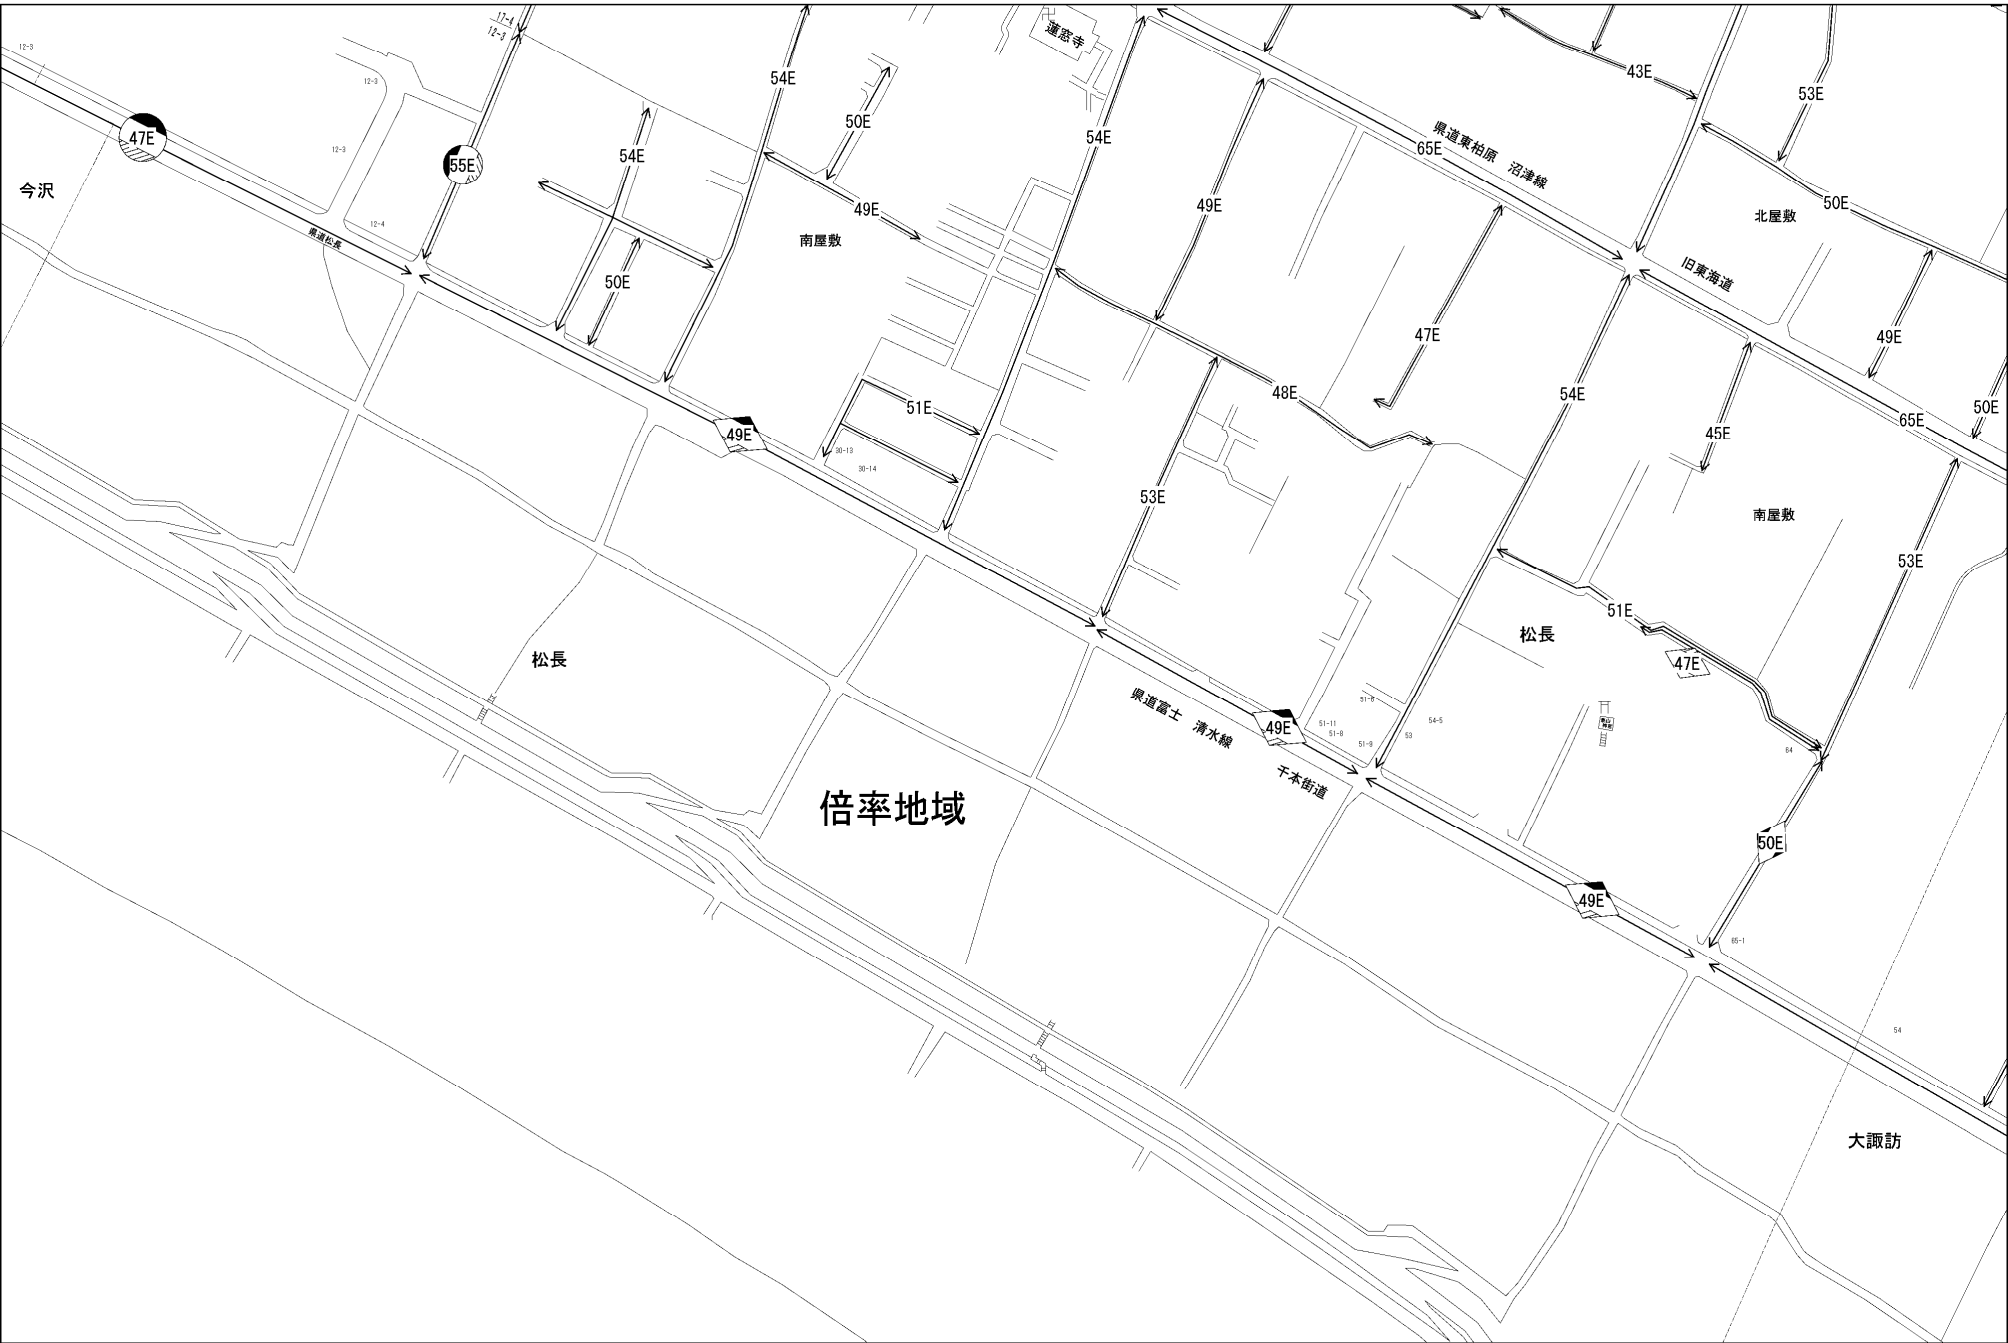 17-4
12-3
12-3
蓮窓寺
54E
12-3
43E
50E
53E
47E
54E
県道東柏原 沼津線
65E
12-3
54E
55E
今沢
49E
49E
50E
北屋敷
12-4
県道松長
南屋敷
旧東海道
50E
47E
49E
48E
54E
51E
50E
65E
49E
45E
30-13
30-14
53E
南屋敷
53E
51E
松長
松長
47E
県道富士 清水線
51-6
49E
51-11
51-8
51-9
54-5
53
64
千本街道
倍率地域
50E
49E
65-1
54
大諏訪